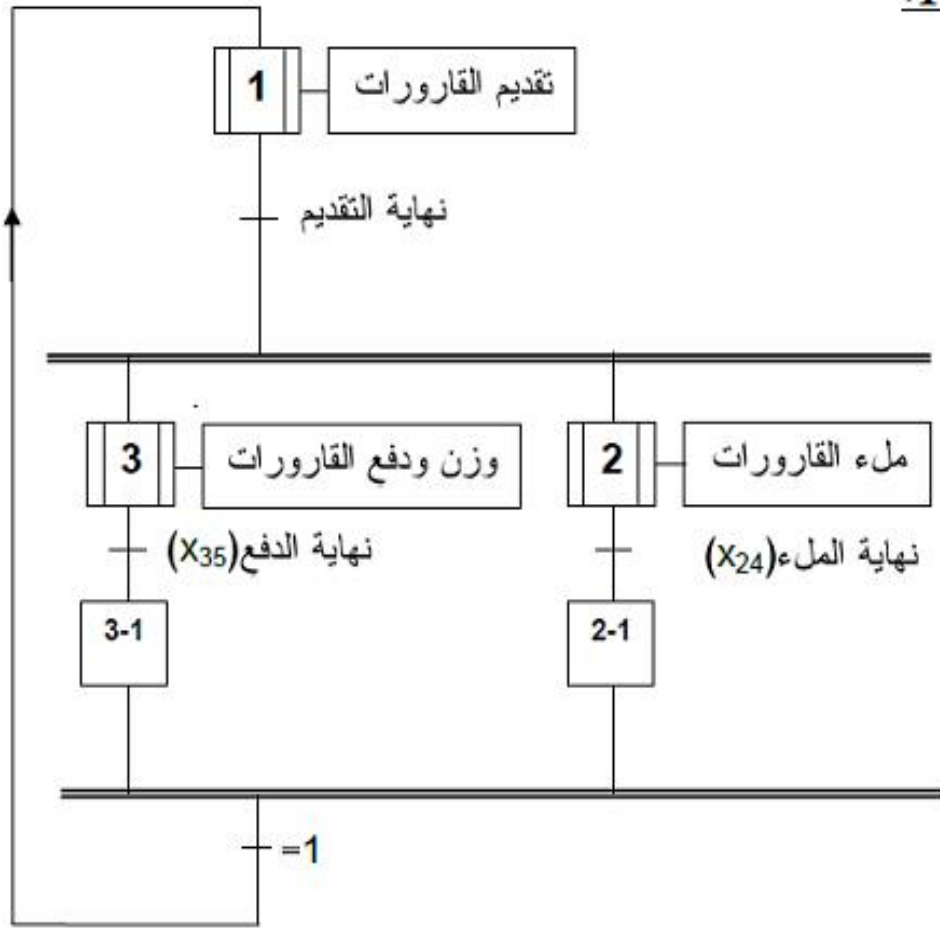 1
تقديم القارورات
نهاية التقديم
ملء القارورات
2
وزن ودفع القارورات
3
نهاية الملء(X24)
نهاية الدفع(X35)
2-1
3-1
=1